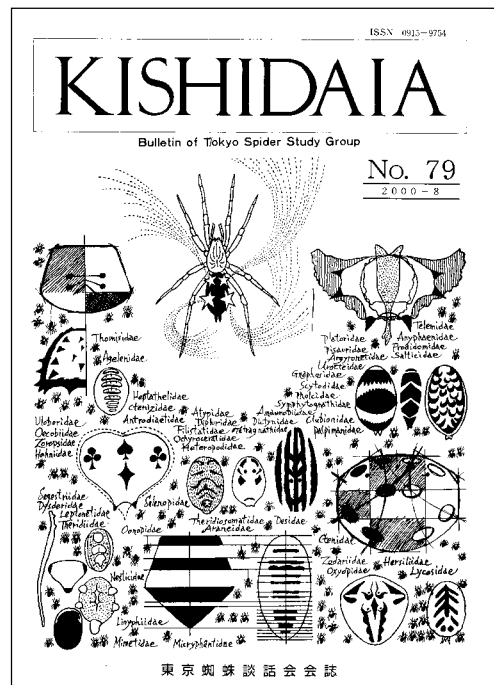 ISSN 0915-9754
KISHIDAIA
Bulletin of Tokyo Spider Study Group
No. 79
2000-8
Thomisidae
Agelenidae
Heptathelidae
Ctenizidae
Antrodiaetidae
Telemidae
Pletoridae
Anyphaenidae
Pisauridae
Prodidomidae
Argyronetidae
Salticidae
Urocteidae
Gnaphosidae
Scytodidae
Pholcidae
Symphytognathidae
Atypidae
Amaurobiidae
Dipluridae
Dictynidae
Clubionidae
Filistatidae
Tetragnathidae
Palpimanidae
Ochyroceratidae
Heteropodidae
Uloboridae
Oecobiidae
Zoropsidae
Hahniidae
Segestriidae
Dysderidae
Leptonetidae
Theridiidae
Selenopidae
Oonopidae
Theridiosomatidae
Araneidae
Desidae
Ctenidae
Zodariidae
Hersiliidae
Oxyopidae
Lycosidae
Nesticidae
Linyphiidae
Mimetidae
Micryphantidae
東京蜘蛛談話会会誌